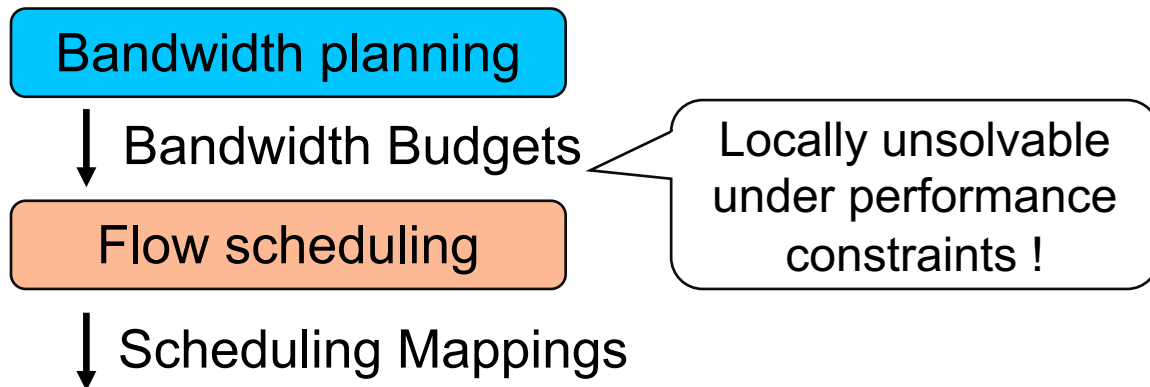 Bandwidth planning
Bandwidth Budgets
Locally unsolvable
under performance
constraints !
Flow scheduling
Scheduling Mappings